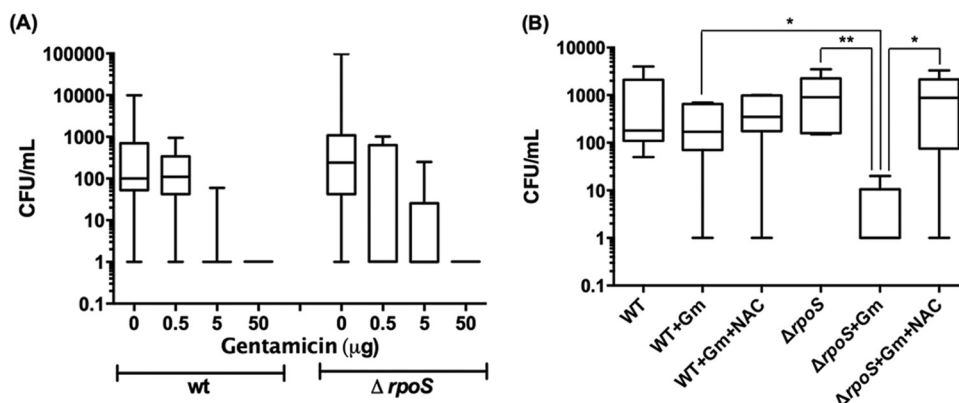 (A)
CFU/mL
100000
10000
1000
100
10
1
0.1
0 0.5 5 50 0 0.5 5 50
Gentamicin (μg)
wt Δ rpoS
(B)
CFU/mL
10000
1000
100
10
1
0.1
* ** *
WT
WT+Gm
WT+Gm+NAC
ΔrpoS
ΔrpoS+Gm
ΔrpoS+Gm+NAC